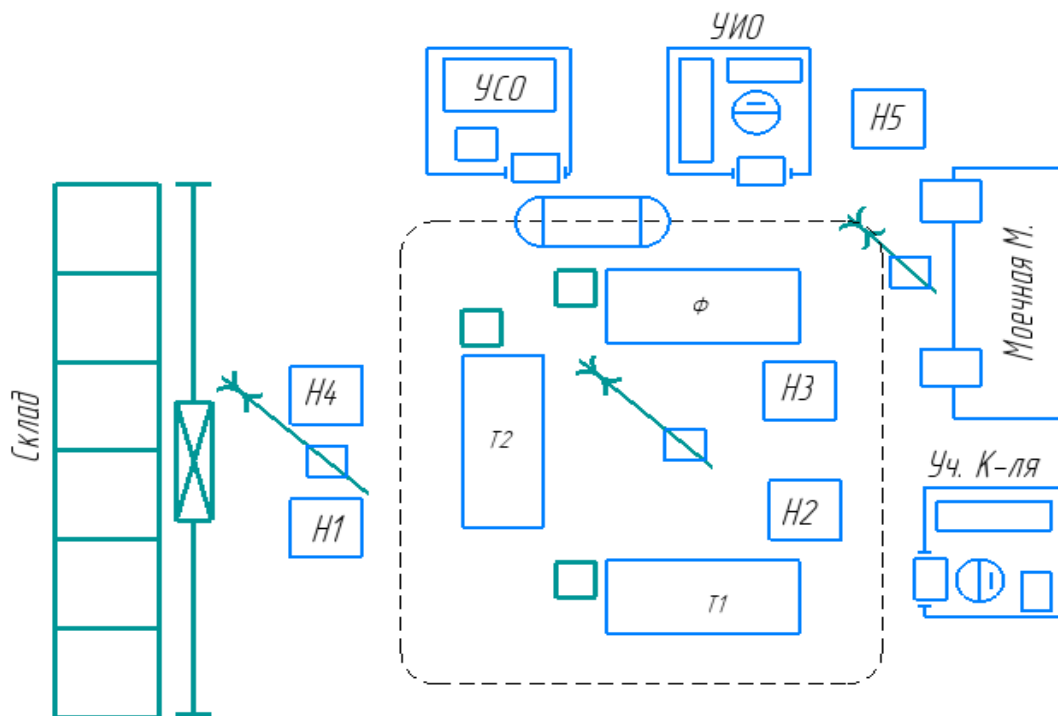 УИО
УСО
Н5
Моечная М.
Ф
Склад
Н4
Н3
Т2
Уч. К-ля
Н1
Н2
Т1